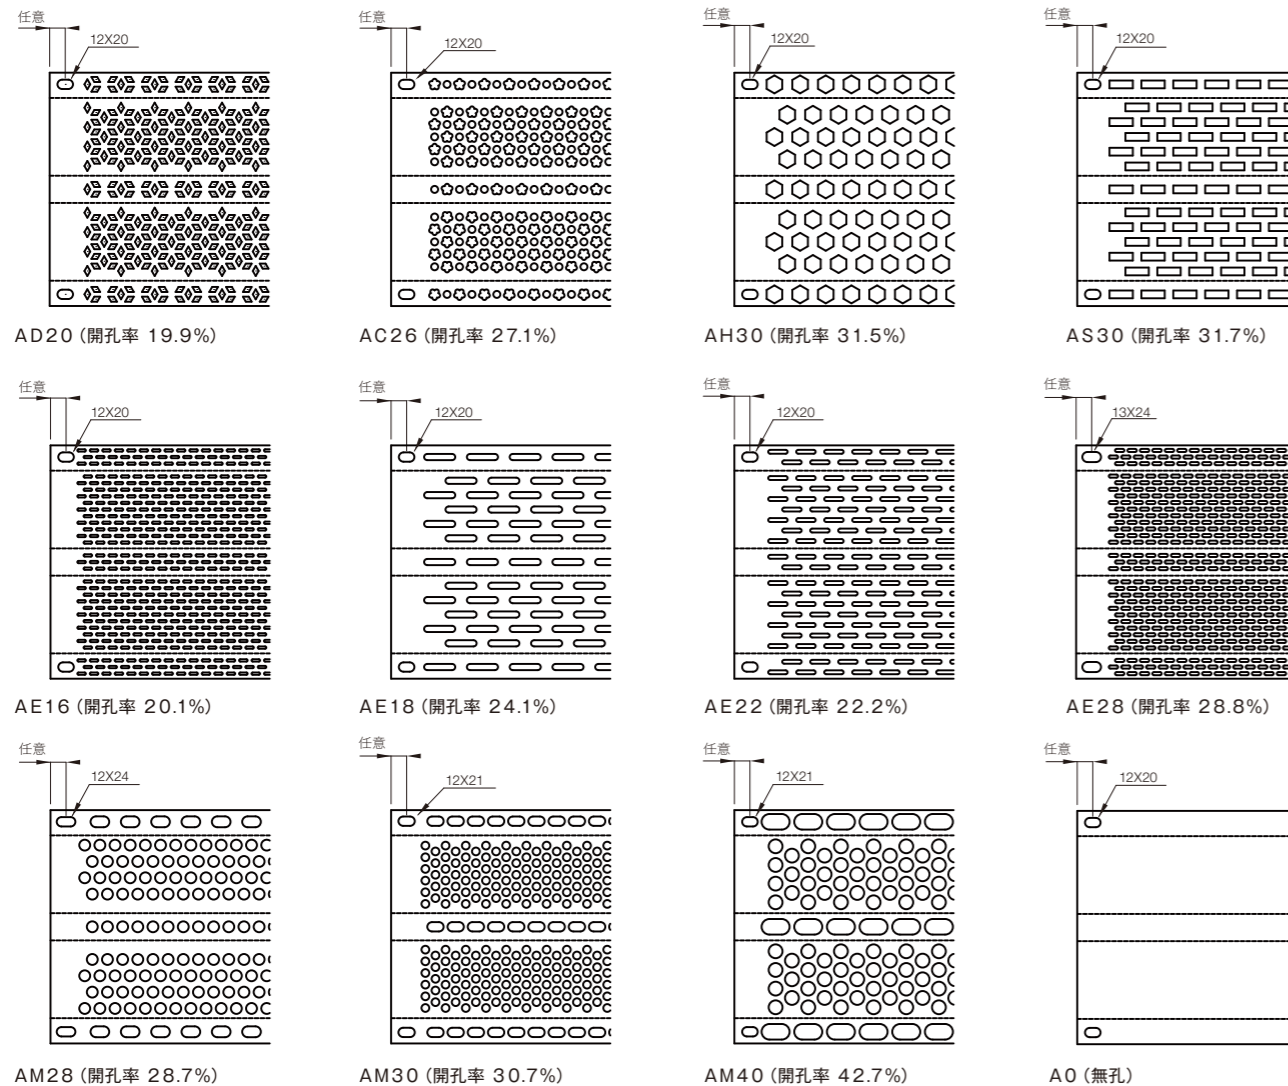 任意
12X20
任意
12X20
任意
12X20
任意
12X20
AD20 (開孔率 19.9%)
AC26 (開孔率 27.1%)
AH30 (開孔率 31.5%)
AS30 (開孔率 31.7%)
任意
12X20
任意
12X20
任意
12X20
任意
13X24
AE16 (開孔率 20.1%)
AE18 (開孔率 24.1%)
AE22 (開孔率 22.2%)
AE28 (開孔率 28.8%)
任意
12X24
任意
12X21
任意
12X21
任意
12X20
AM28 (開孔率 28.7%)
AM30 (開孔率 30.7%)
AM40 (開孔率 42.7%)
A0 (無孔)